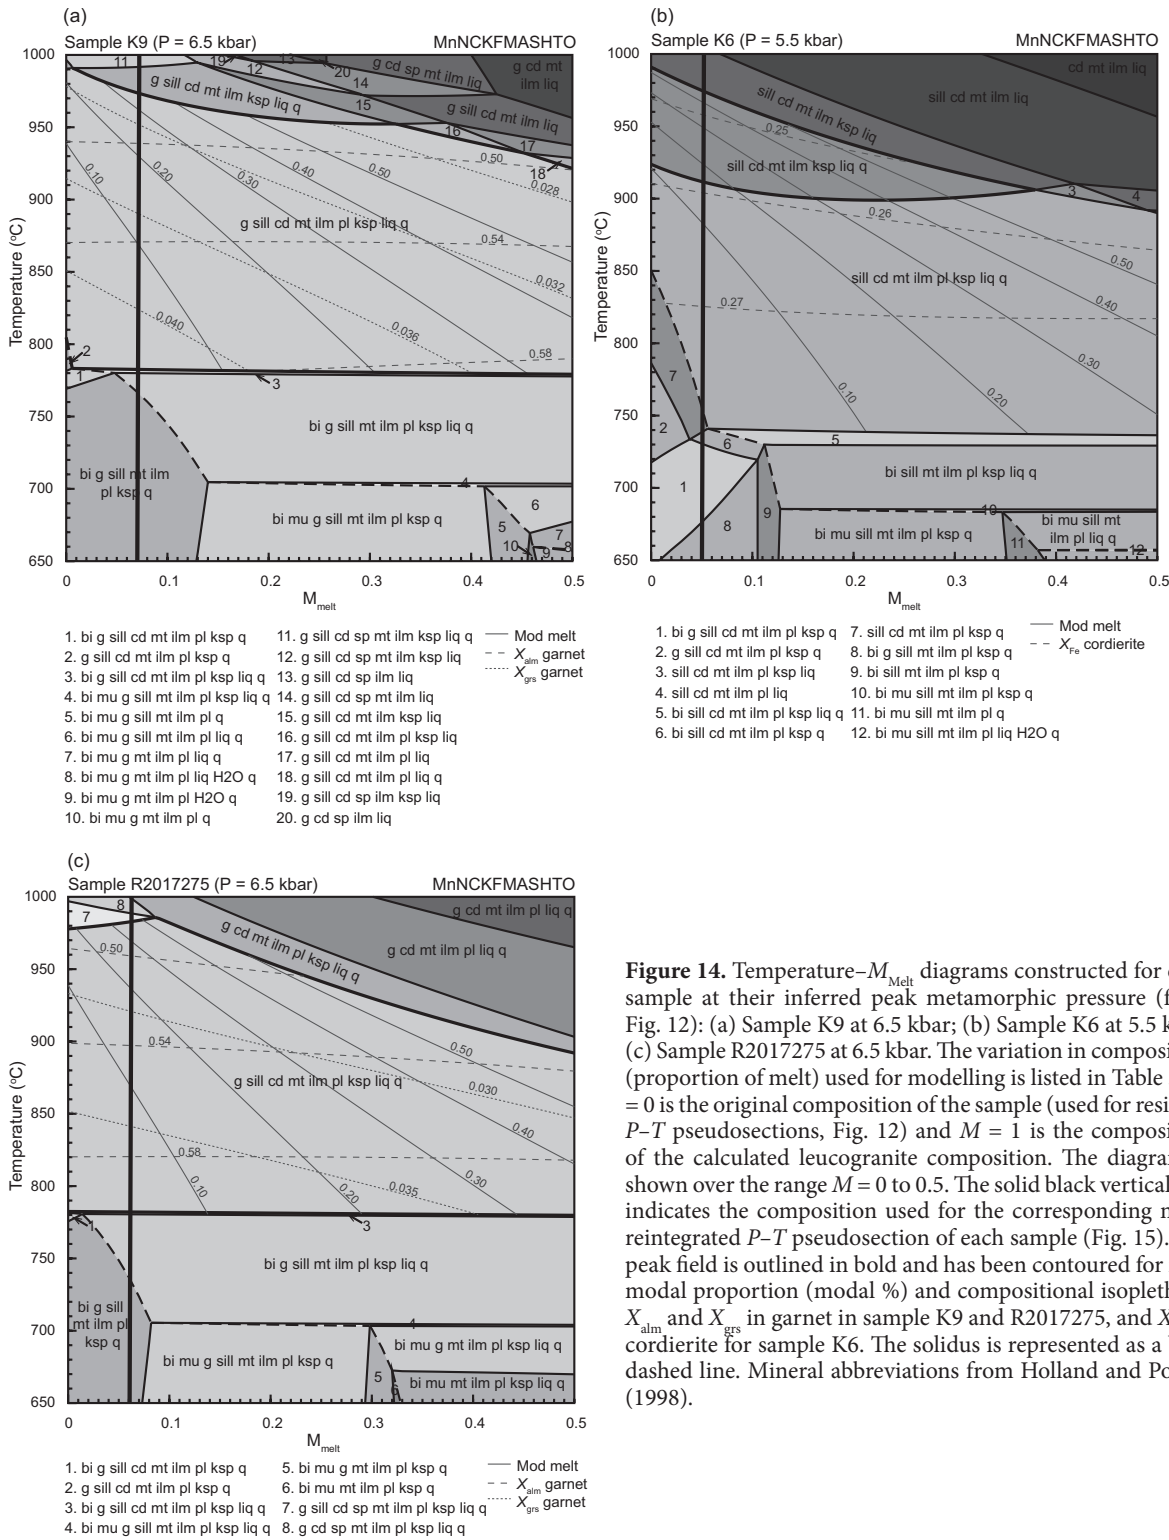 (a)
Sample K9 (P = 6.5 kbar) MnNCKFMASHTO
1000
950
900
850
800
750
700
650
Temperature (°C)
0 0.1 0.2 0.3 0.4 0.5
M melt
11
19
13
20
12
14
15
16
17
18
g cd sp mt ilm liq
g cd mt
ilm liq
g sill cd mt ilm ksp liq q
g sill cd mt ilm liq
0.10
0.20
0.30
0.40
0.50
0.50
0.028
g sill cd mt ilm pl ksp liq q
0.54
0.032
0.040
0.036
0.58
2
1
3
bi g sill mt ilm pl ksp liq q
bi g sill mt ilm
pl ksp q
4
bi mu g sill mt ilm pl ksp q
5
6
7
8
9
10
1. bi g sill cd mt ilm pl ksp q
2. g sill cd mt ilm pl ksp q
3. bi g sill cd mt ilm pl ksp liq q
4. bi mu g sill mt ilm pl ksp liq q
5. bi mu g sill mt ilm pl q
6. bi mu g sill mt ilm pl liq q
7. bi mu g mt ilm pl liq q
8. bi mu g mt ilm pl liq H2O q
9. bi mu g mt ilm pl H2O q
10. bi mu g mt ilm pl q
11. g sill cd sp mt ilm ksp liq q
12. g sill cd sp mt ilm ksp liq
13. g sill cd sp ilm liq
14. g sill cd sp mt ilm liq
15. g sill cd mt ilm ksp liq
16. g sill cd mt ilm pl ksp liq
17. g sill cd mt ilm pl liq
18. g sill cd mt ilm pl liq q
19. g sill cd sp ilm ksp liq
20. g cd sp ilm liq
Mod melt
X alm garnet
X grs garnet
(b)
Sample K6 (P = 5.5 kbar) MnNCKFMASHTO
1000
950
900
850
800
750
700
650
Temperature (°C)
0 0.1 0.2 0.3 0.4 0.5
M melt
cd mt ilm liq
sill cd mt ilm liq
sill cd mt ilm ksp liq
0.25
sill cd mt ilm ksp liq q
3
4
0.26
0.50
sill cd mt ilm pl ksp liq q
0.27
0.40
0.30
0.20
0.10
7
2
6
5
1
8
9
bi sill mt ilm pl ksp liq q
10
bi mu sill mt ilm pl ksp q
11
bi mu sill mt
ilm pl liq q
12
1. bi g sill cd mt ilm pl ksp q
2. g sill cd mt ilm pl ksp q
3. sill cd mt ilm pl ksp liq
4. sill cd mt ilm pl liq
5. bi sill cd mt ilm pl ksp liq q
6. bi sill cd mt ilm pl ksp q
7. sill cd mt ilm pl ksp q
8. bi g sill mt ilm pl ksp q
9. bi sill mt ilm pl ksp q
10. bi mu sill mt ilm pl ksp q
11. bi mu sill mt ilm pl q
12. bi mu sill mt ilm pl liq H2O q
Mod melt
X Fe cordierite
(c)
Sample R2017275 (P = 6.5 kbar) MnNCKFMASHTO
1000
950
900
850
800
750
700
650
Temperature (°C)
0 0.1 0.2 0.3 0.4 0.5
M melt
7
8
g cd mt ilm pl liq q
g cd mt ilm pl ksp liq q
g cd mt ilm pl liq q
0.50
0.54
0.50
g sill cd mt ilm pl ksp liq q
0.030
0.40
0.58
0.10
0.20
0.035
0.30
1
3
bi g sill mt ilm pl ksp liq q
bi g sill
mt ilm pl
ksp q
4
bi mu g sill mt ilm pl ksp q
bi mu g mt ilm pl ksp liq q
5
6
bi mu mt ilm pl ksp liq q
1. bi g sill cd mt ilm pl ksp q
2. g sill cd mt ilm pl ksp q
3. bi g sill cd mt ilm pl ksp liq q
4. bi mu g sill mt ilm pl ksp liq q
5. bi mu g mt ilm pl ksp q
6. bi mu mt ilm pl ksp q
7. g sill cd sp mt ilm pl ksp liq q
8. g cd sp mt ilm pl ksp liq q
Mod melt
X alm garnet
X grs garnet
Figure 14. Temperature–M Melt diagrams constructed for
sample at their inferred peak metamorphic pressure
Fig. 12): (a) Sample K9 at 6.5 kbar; (b) Sample K6 at 5.5
(c) Sample R2017275 at 6.5 kbar. The variation in
(proportion of melt) used for modelling is listed in Table
= 0 is the original composition of the sample (used for
P–T pseudosections, Fig. 12) and M = 1 is the
of the calculated leucogranite composition. The
shown over the range M = 0 to 0.5. The solid black vertical
indicates the composition used for the corresponding
reintegrated P–T pseudosection of each sample (Fig. 15).
peak field is outlined in bold and has been contoured for
modal proportion (modal %) and compositional
X alm and X grs in garnet in sample K9 and R2017275, and
cordierite for sample K6. The solidus is represented as a
dashed line. Mineral abbreviations from Holland and
(1998).